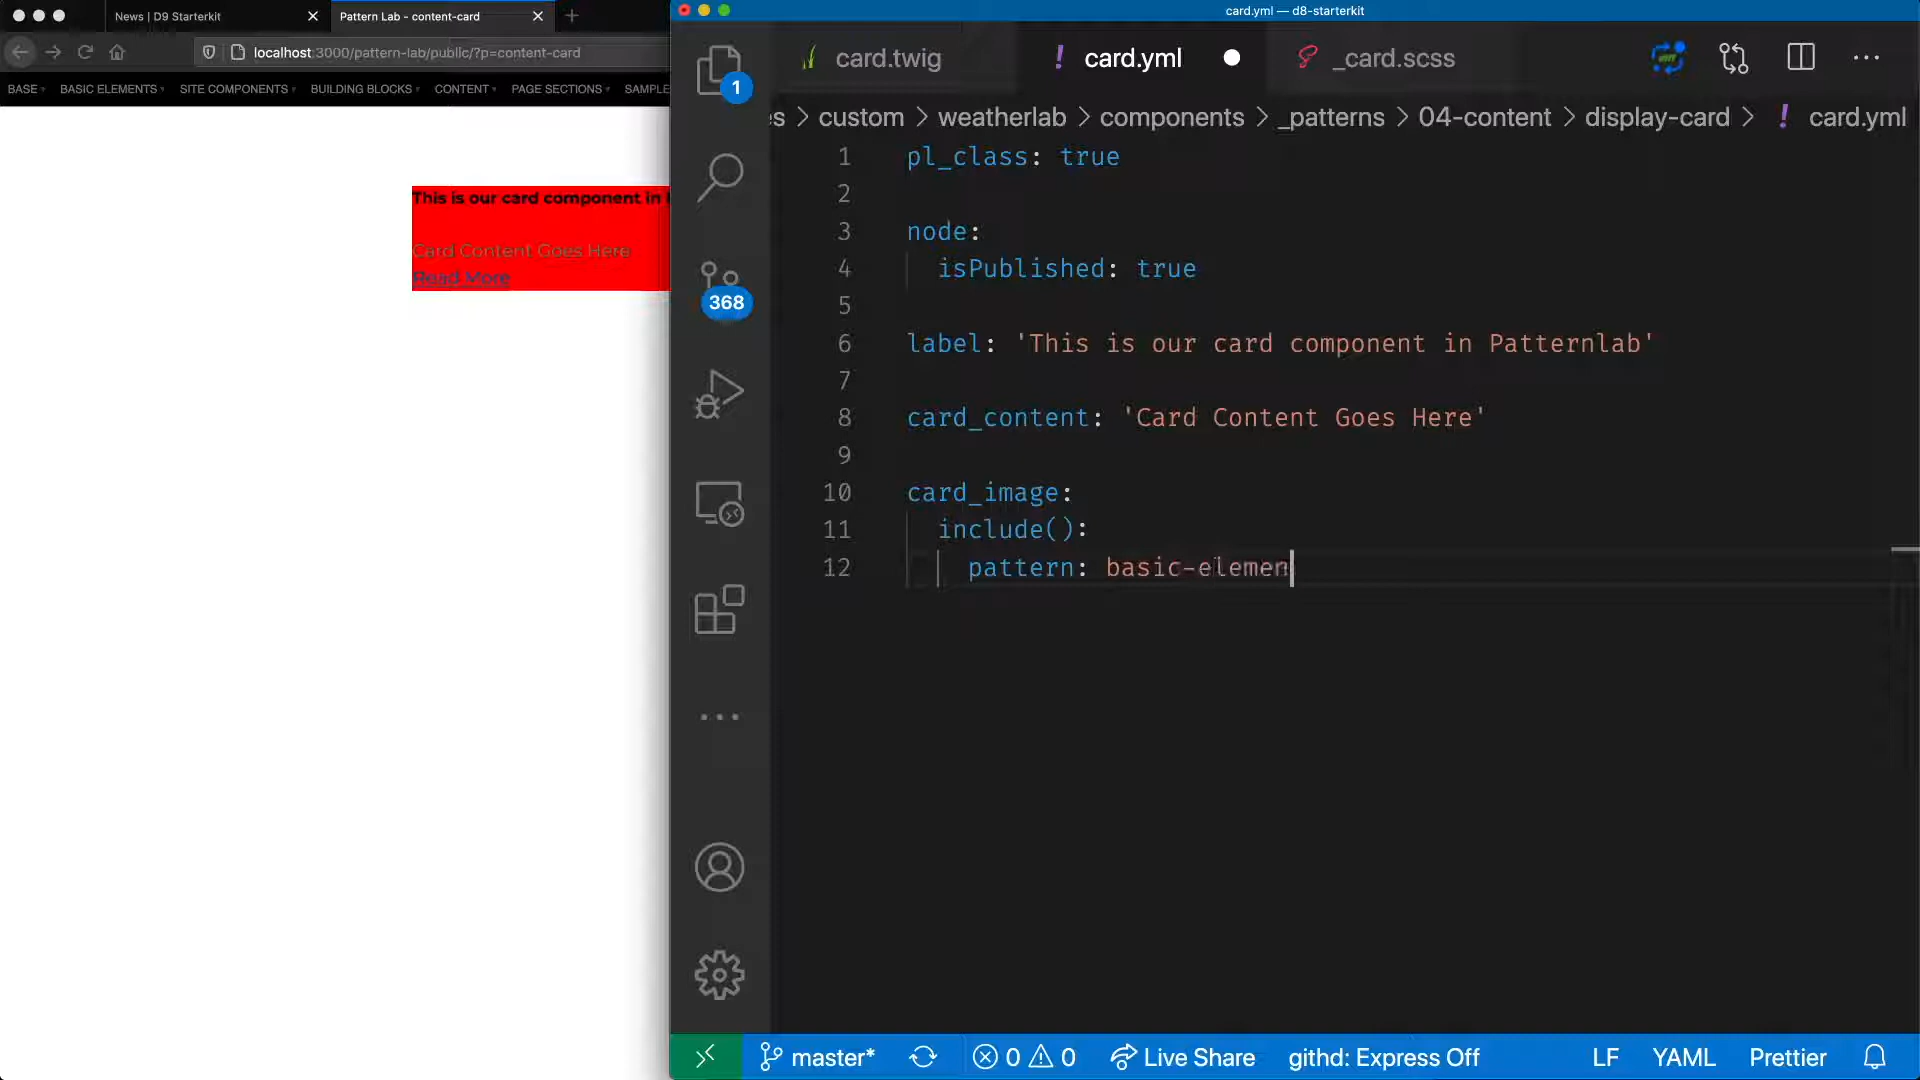 News | D9 Starterkit
Pattern Lab - content-card
localhost:3000/pattern-lab/public/?p=content-card
BASE
BASIC ELEMENTS
SITE COMPONENTS
BUILDING BLOCKS
CONTENT
PAGE SECTIONS
SAMPLE
This is our card component in
Card Content Goes Here
Read More
card.yml — d8-starterkit
card.twig
card.yml
_card.scss
custom > weatherlab > components > _patterns > 04-content > display-card > card.yml
1
368
1 pl_class: true
2
3 node:
4 isPublished: true
5
6 label: 'This is our card component in Patternlab'
7
8 card_content: 'Card Content Goes Here'
9
10 card_image:
11 include():
12 pattern: basic-elemen
master*
0 0
Live Share
githd: Express Off
LF
YAML
Prettier